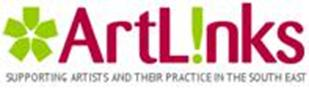 ArtL!nks
SUPPORTING ARTISTS AND THEIR PRACTICE IN THE SOUTH EAST